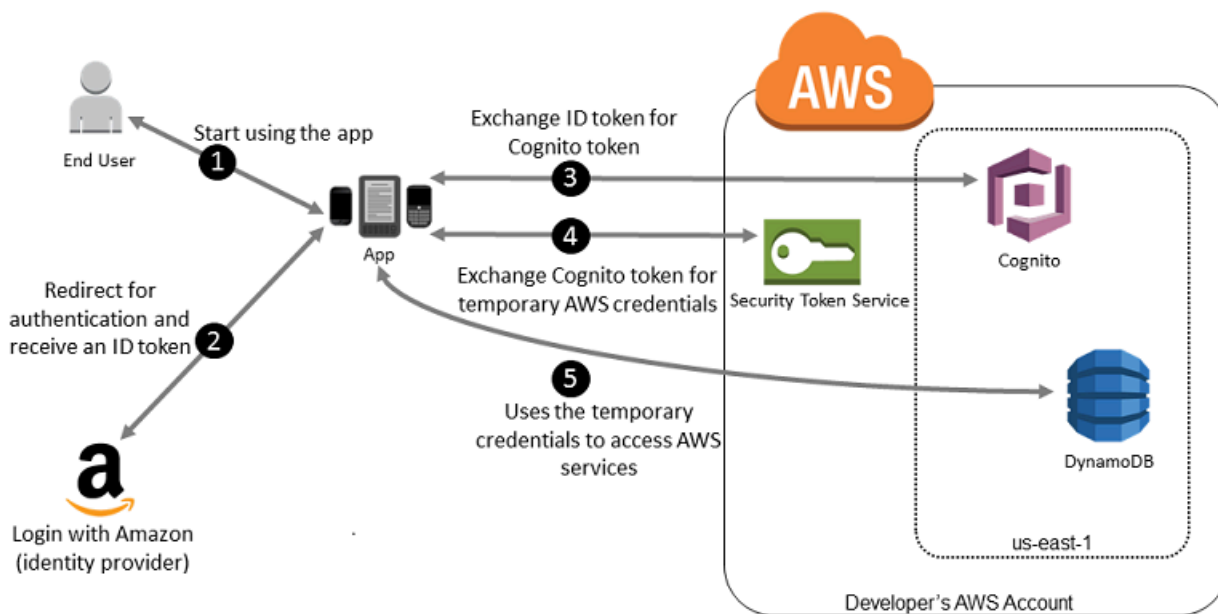 AWS
End User
Start using the app
1
Exchange ID token for
Cognito token
3
App
4
Exchange Cognito token for
temporary AWS credentials
Security Token Service
Cognito
Redirect for
authentication and
receive an ID token
2
5
Uses the temporary
credentials to access AWS
services
DynamoDB
a
Login with Amazon
(identity provider)
us-east-1
Developer's AWS Account